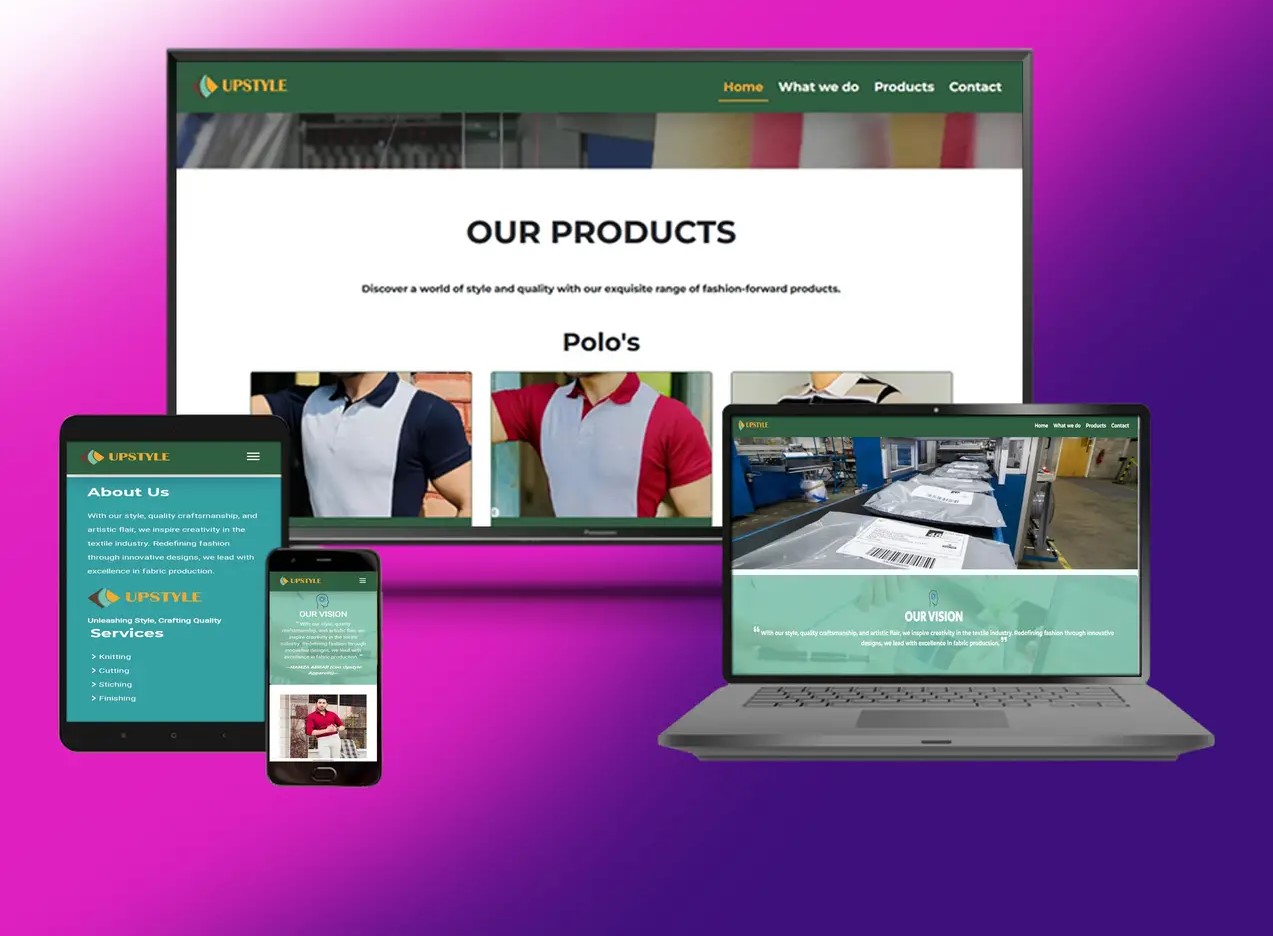 UPSTYLE
Home What we do Products Contact
OUR PRODUCTS
Discover a world of style and quality with our exquisite range of fashion-forward products.
Polo's
Panasonic
UPSTYLE
About Us
With our style, quality craftsmanship, and
artistic flair, we inspire creativity in the
textile industry. Redefining fashion
through innovative designs, we lead with
excellence in fabric production.
UPSTYLE
Unleashing Style, Crafting Quality
Services
> Knitting
> Cutting
> Stiching
> Finishing
UPSTYLE
OUR VISION
" With our style, quality
craftsmanship, and artistic flair, we
inspire creativity in the textile
industry. Redefining fashion through
innovative designs, we lead with
excellence in fabric production. "
UPSTYLE
Home What we do Products Contact
OUR VISION
" With our style, quality craftsmanship, and artistic flair, we inspire creativity in the textile industry. Redefining fashion through innovative
designs, we lead with excellence in fabric production. "